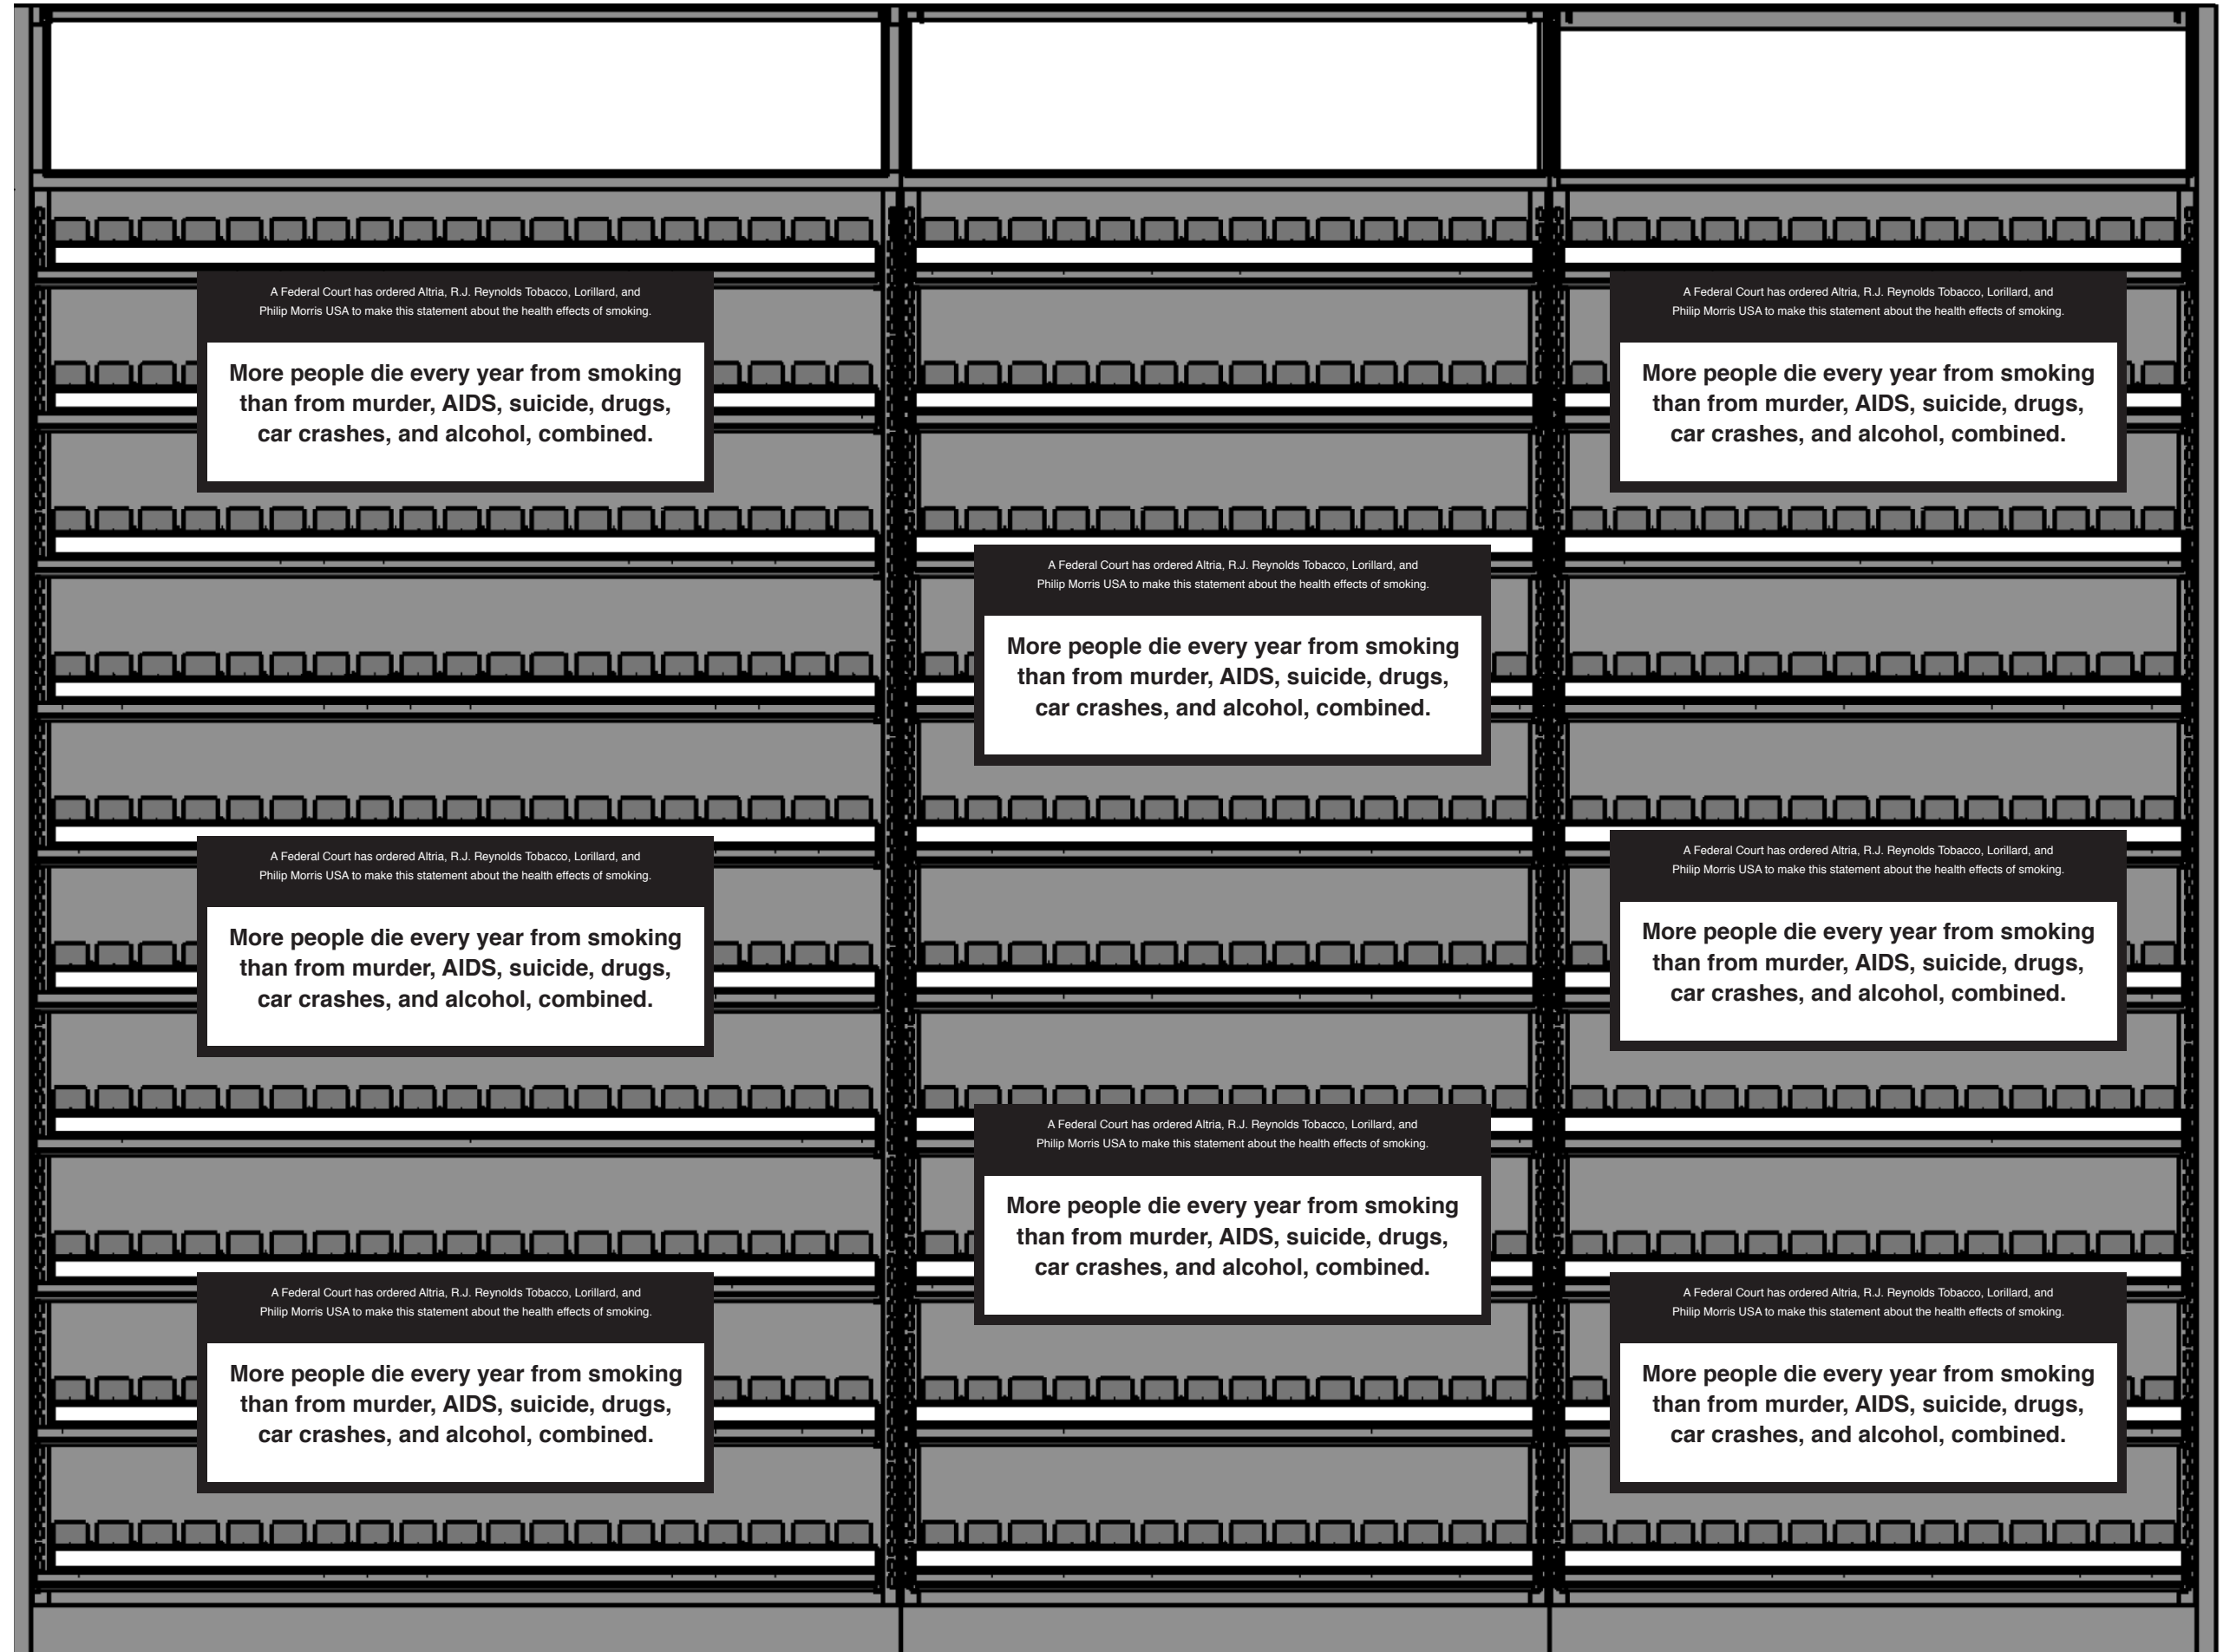 A Federal Court has ordered Altria, R.J. Reynolds Tobacco, Lorillard, and
Philip Morris USA to make this statement about the health effects of smoking.
More people die every year from smoking
than from murder, AIDS, suicide, drugs,
car crashes, and alcohol, combined.
A Federal Court has ordered Altria, R.J. Reynolds Tobacco, Lorillard, and
Philip Morris USA to make this statement about the health effects of smoking.
More people die every year from smoking
than from murder, AIDS, suicide, drugs,
car crashes, and alcohol, combined.
A Federal Court has ordered Altria, R.J. Reynolds Tobacco, Lorillard, and
Philip Morris USA to make this statement about the health effects of smoking.
More people die every year from smoking
than from murder, AIDS, suicide, drugs,
car crashes, and alcohol, combined.
A Federal Court has ordered Altria, R.J. Reynolds Tobacco, Lorillard, and
Philip Morris USA to make this statement about the health effects of smoking.
More people die every year from smoking
than from murder, AIDS, suicide, drugs,
car crashes, and alcohol, combined.
A Federal Court has ordered Altria, R.J. Reynolds Tobacco, Lorillard, and
Philip Morris USA to make this statement about the health effects of smoking.
More people die every year from smoking
than from murder, AIDS, suicide, drugs,
car crashes, and alcohol, combined.
A Federal Court has ordered Altria, R.J. Reynolds Tobacco, Lorillard, and
Philip Morris USA to make this statement about the health effects of smoking.
More people die every year from smoking
than from murder, AIDS, suicide, drugs,
car crashes, and alcohol, combined.
A Federal Court has ordered Altria, R.J. Reynolds Tobacco, Lorillard, and
Philip Morris USA to make this statement about the health effects of smoking.
More people die every year from smoking
than from murder, AIDS, suicide, drugs,
car crashes, and alcohol, combined.
A Federal Court has ordered Altria, R.J. Reynolds Tobacco, Lorillard, and
Philip Morris USA to make this statement about the health effects of smoking.
More people die every year from smoking
than from murder, AIDS, suicide, drugs,
car crashes, and alcohol, combined.